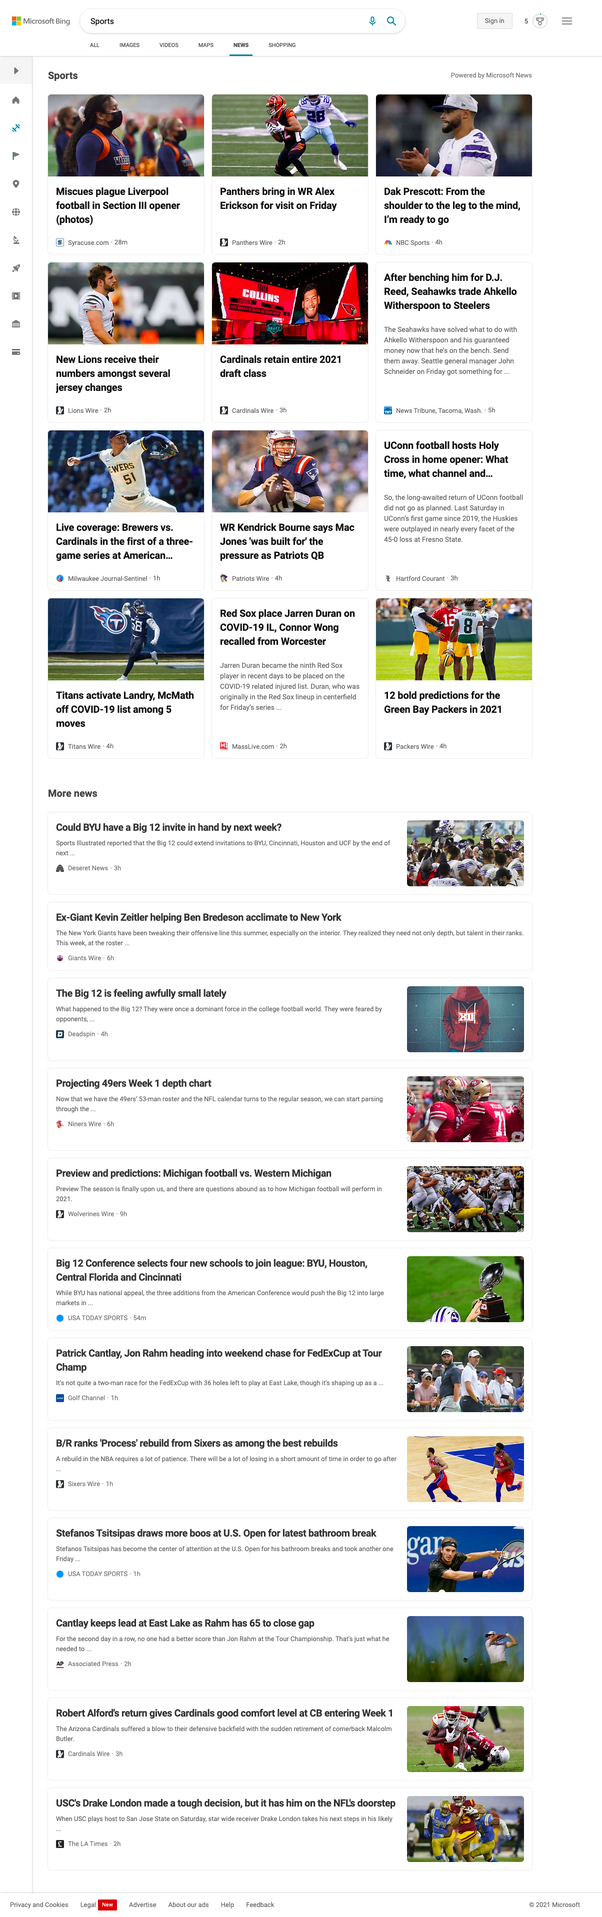 Microsoft Bing
Sports
Sign in
5
ALL
IMAGES
VIDEOS
MAPS
NEWS
SHOPPING
Sports
Powered by Microsoft News
Miscues plague Liverpool
football in Section III opener
(photos)
Syracuse.com · 28m
28
Panthers bring in WR Alex
Erickson for visit on Friday
Panthers Wire · 2h
4
Dak Prescott: From the
shoulder to the leg to the mind,
I'm ready to go
NBC Sports · 4h
New Lions receive their
numbers amongst several
jersey changes
Lions Wire · 2h
COLLINS
Cardinals retain entire 2021
draft class
Cardinals Wire · 3h
After benching him for D.J.
Reed, Seahawks trade Ahkello
Witherspoon to Steelers
The Seahawks have solved what to do with
Ahkello Witherspoon and his guaranteed
money now that he's on the bench. Send
them away. Seattle general manager John
Schneider on Friday got something for ...
News Tribune, Tacoma, Wash. · 5h
WERS
51
Live coverage: Brewers vs.
Cardinals in the first of a three-
game series at American...
Milwaukee Journal-Sentinel · 1h
WR Kendrick Bourne says Mac
Jones 'was built for' the
pressure as Patriots QB
Patriots Wire · 4h
UConn football hosts Holy
Cross in home opener: What
time, what channel and...
So, the long-awaited return of UConn football
did not go as planned. Last Saturday in
UConn's first game since 2019, the Huskies
were outplayed in nearly every facet of the
45-0 loss at Fresno State.
Hartford Courant · 3h
Titans activate Landry, McMath
off COVID-19 list among 5
moves
Titans Wire · 4h
Red Sox place Jarren Duran on
COVID-19 IL, Connor Wong
recalled from Worcester
Jarren Duran became the ninth Red Sox
player in recent days to be placed on the
COVID-19 related injured list. Duran, who was
originally in the Red Sox lineup in centerfield
for Friday's series ...
MassLive.com · 2h
12
8
12 bold predictions for the
Green Bay Packers in 2021
Packers Wire · 4h
More news
Could BYU have a Big 12 invite in hand by next week?
Sports Illustrated reported that the Big 12 could extend invitations to BYU, Cincinnati, Houston and UCF by the end of
next ...
Deseret News · 3h
Ex-Giant Kevin Zeitler helping Ben Bredeson acclimate to New York
The New York Giants have been tweaking their offensive line this summer, especially on the interior. They realized they need not only depth, but talent in their ranks.
This week, at the roster ...
Giants Wire · 6h
The Big 12 is feeling awfully small lately
What happened to the Big 12? They were once a dominant force in the college football world. They were feared by
opponents, ...
Deadspin · 4h
XII
Projecting 49ers Week 1 depth chart
Now that we have the 49ers' 53-man roster and the NFL calendar turns to the regular season, we can start parsing
through the ...
Niners Wire · 6h
71
Preview and predictions: Michigan football vs. Western Michigan
Preview The season is finally upon us, and there are questions abound as to how Michigan football will perform in
2021.
Wolverines Wire · 9h
Big 12 Conference selects four new schools to join league: BYU, Houston,
Central Florida and Cincinnati
While BYU has national appeal, the three additions from the American Conference would push the Big 12 into large
markets in ...
USA TODAY SPORTS · 54m
Patrick Cantlay, Jon Rahm heading into weekend chase for FedExCup at Tour
Champ
It's not quite a two-man race for the FedExCup with 36 holes left to play at East Lake, though it's shaping up as a ...
Golf Channel · 1h
B/R ranks 'Process' rebuild from Sixers as among the best rebuilds
A rebuild in the NBA requires a lot of patience. There will be a lot of losing in a short amount of time in order to go after
...
Sixers Wire · 1h
Stefanos Tsitsipas draws more boos at U.S. Open for latest bathroom break
Stefanos Tsitsipas has become the center of attention at the U.S. Open for his bathroom breaks and took another one
Friday ...
USA TODAY SPORTS · 1h
gar
us
Cantlay keeps lead at East Lake as Rahm has 65 to close gap
For the second day in a row, no one had a better score than Jon Rahm at the Tour Championship. That's just what he
needed to ...
AP
Associated Press · 2h
Robert Alford's return gives Cardinals good comfort level at CB entering Week 1
The Arizona Cardinals suffered a blow to their defensive backfield with the sudden retirement of cornerback Malcolm
Butler.
Cardinals Wire · 3h
USC's Drake London made a tough decision, but it has him on the NFL's doorstep
When USC plays host to San Jose State on Saturday, star wide receiver Drake London takes his next steps in his likely
...
The LA Times · 2h
Privacy and Cookies
Legal
New
Advertise
About our ads
Help
Feedback
© 2021 Microsoft